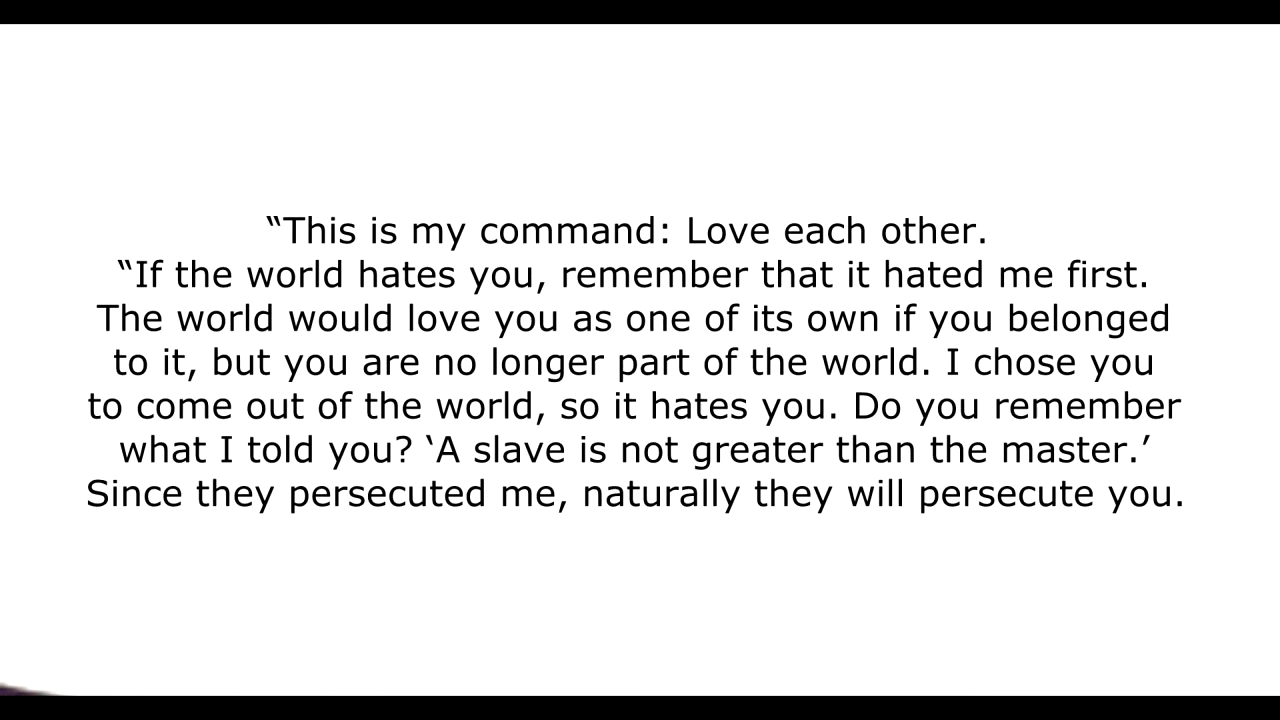 “This is my command: Love each other.
“If the world hates you, remember that it hated me first.
The world would love you as one of its own if you belonged
to it, but you are no longer part of the world. I chose you
to come out of the world, so it hates you. Do you remember
what I told you? ‘A slave is not greater than the master.’
Since they persecuted me, naturally they will persecute you.